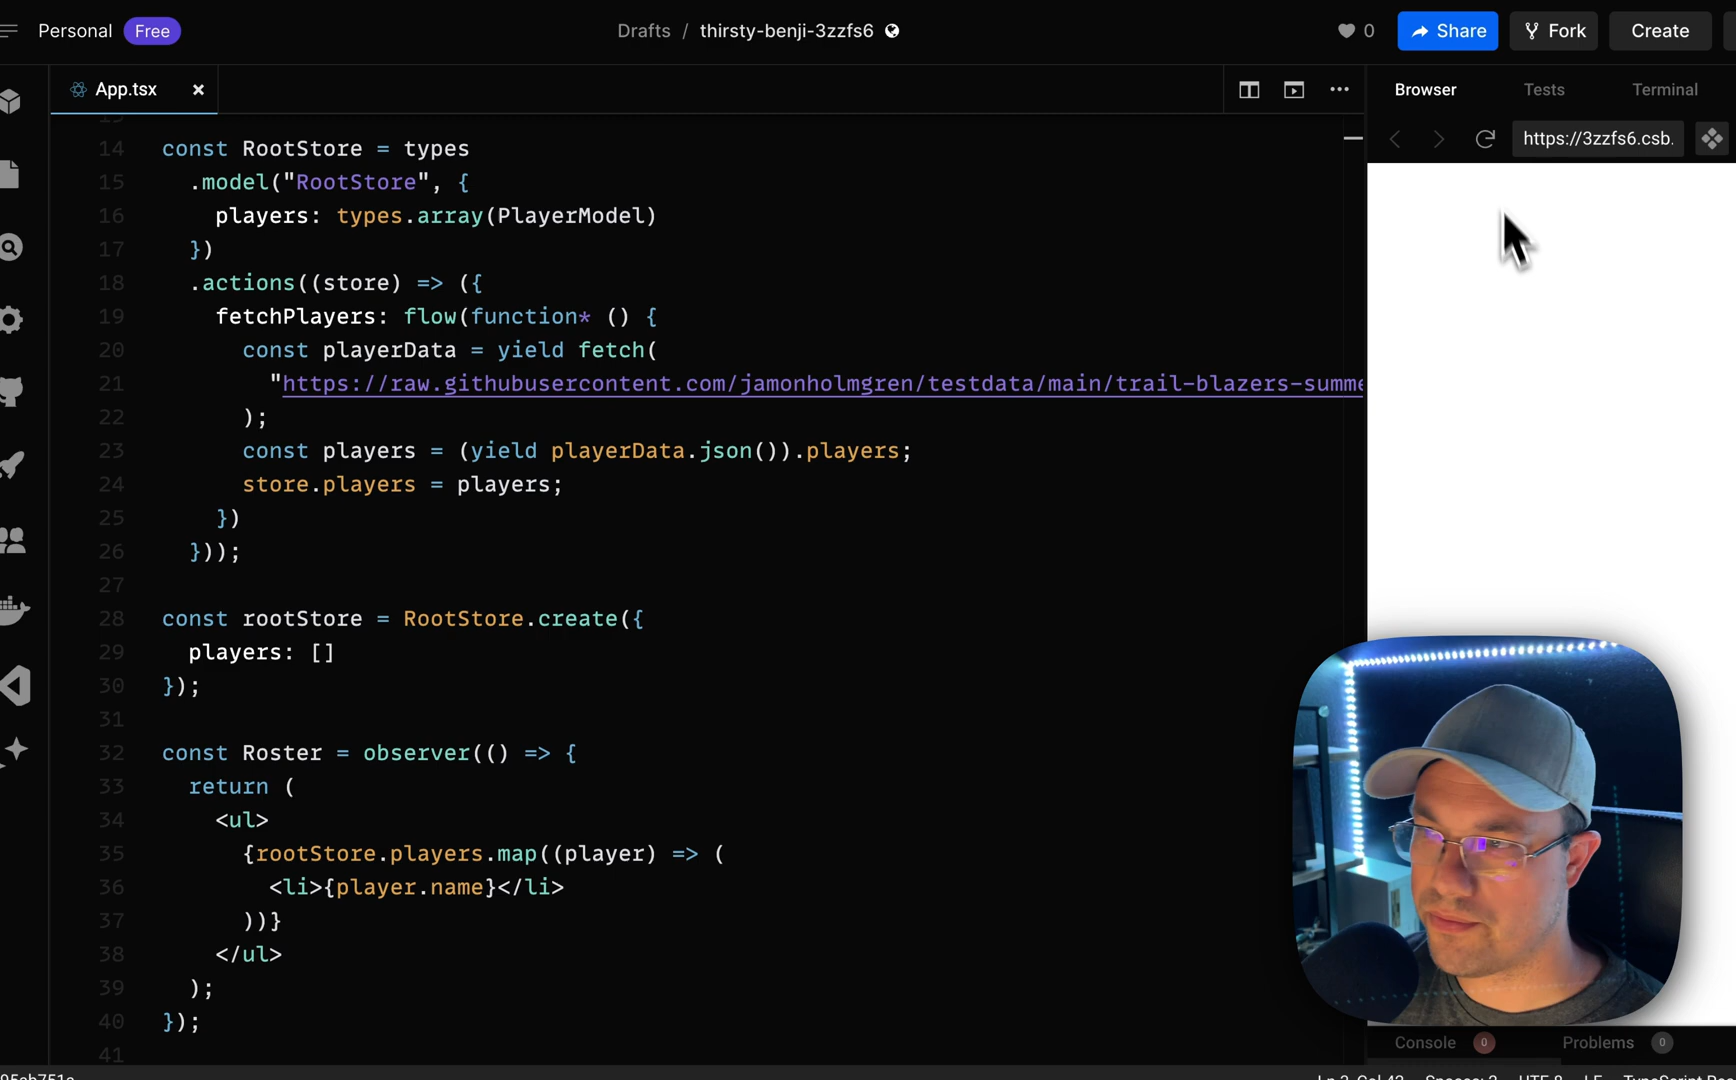 Personal Free
Drafts / thirsty-benji-3zzfs6
0 Share Fork Create
App.tsx
Browser Tests Terminal
https://3zzfs6.csb.
14 const RootStore = types
15 .model("RootStore", {
16 players: types.array(PlayerModel)
17 })
18 .actions((store) => ({
19 fetchPlayers: flow(function* () {
20 const playerData = yield fetch(
21 "https://raw.githubusercontent.com/jamonholmgren/testdata/main/trail-blazers-summe
22 );
23 const players = (yield playerData.json()).players;
24 store.players = players;
25 })
26 }));
27
28 const rootStore = RootStore.create({
29 players: []
30 });
31
32 const Roster = observer(() => {
33 return (
34 <ul>
35 {rootStore.players.map((player) => (
36 <li>{player.name}</li>
37 ))}
38 </ul>
39 );
40 });
41
Console 0 Problems 0